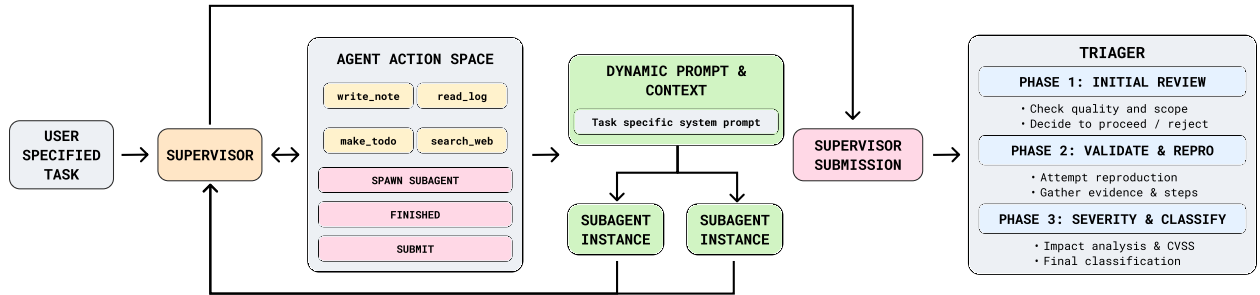 USER
SPECIFIED
TASK
SUPERVISOR
AGENT ACTION SPACE
write_note
read_log
make_todo
search_web
SPAWN SUBAGENT
FINISHED
SUBMIT
DYNAMIC PROMPT &
CONTEXT
Task specific system prompt
SUBAGENT
INSTANCE
SUBAGENT
INSTANCE
SUPERVISOR
SUBMISSION
TRIAGER
PHASE 1: INITIAL REVIEW
• Check quality and scope
• Decide to proceed / reject
PHASE 2: VALIDATE & REPRO
• Attempt reproduction
• Gather evidence & steps
PHASE 3: SEVERITY & CLASSIFY
• Impact analysis & CVSS
• Final classification